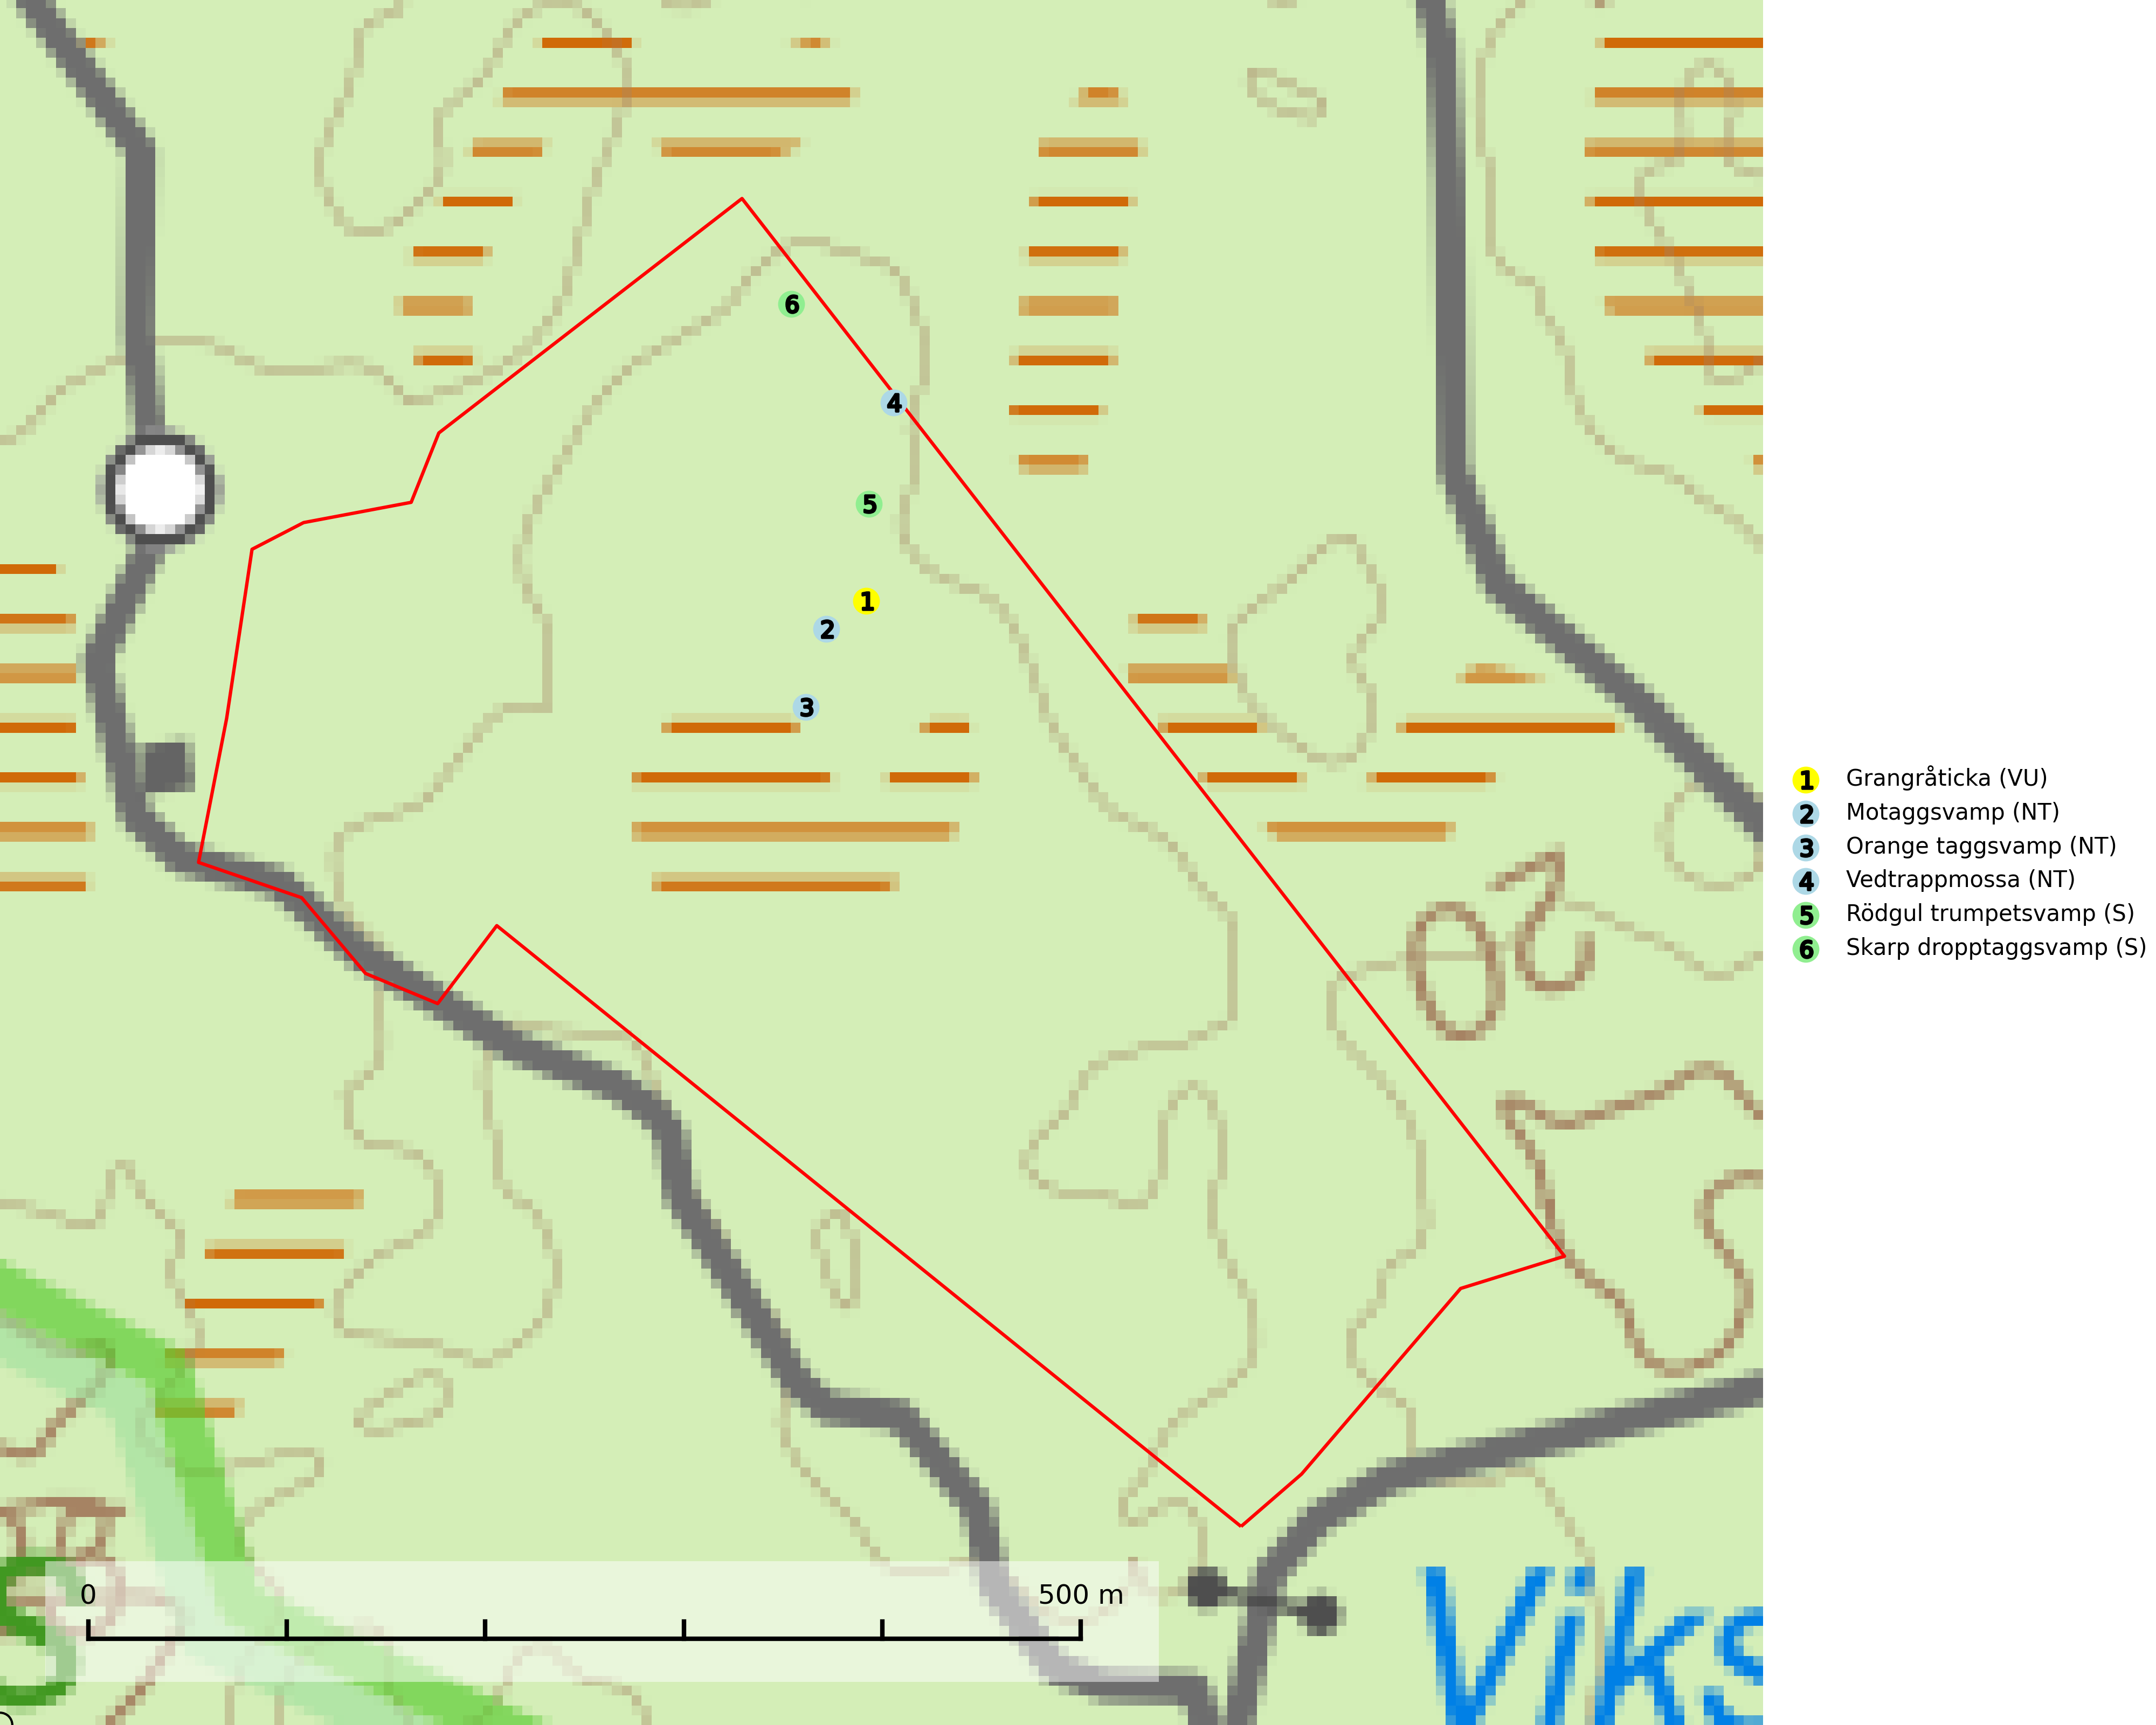 6
4
5
1
2
3
1 Grangråticka (VU)
2 Motaggsvamp (NT)
3 Orange taggsvamp (NT)
4 Vedtrappmossa (NT)
5 Rödgul trumpetsvamp (S)
6 Skarp dropptaggsvamp (S)
0 500 m
Viks